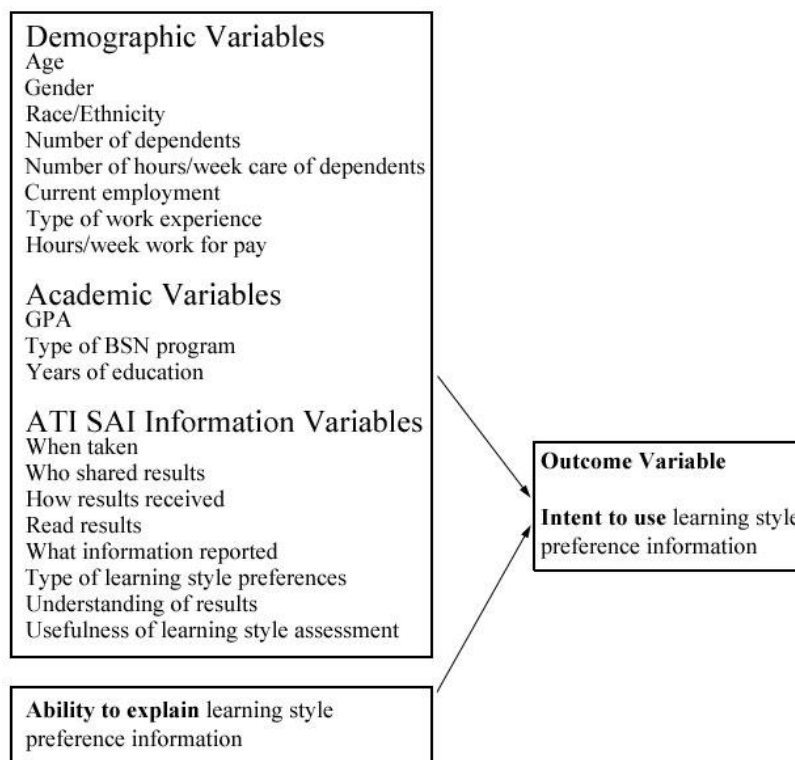 Demographic Variables
Age
Gender
Race/Ethnicity
Number of dependents
Number of hours/week care of dependents
Current employment
Type of work experience
Hours/week work for pay
Academic Variables
GPA
Type of BSN program
Years of education
ATI SAI Information Variables
When taken
Who shared results
How results received
Read results
What information reported
Type of learning style preferences
Understanding of results
Usefulness of learning style assessment
Outcome Variable
Intent to use learning style
preference information
Ability to explain learning style
preference information